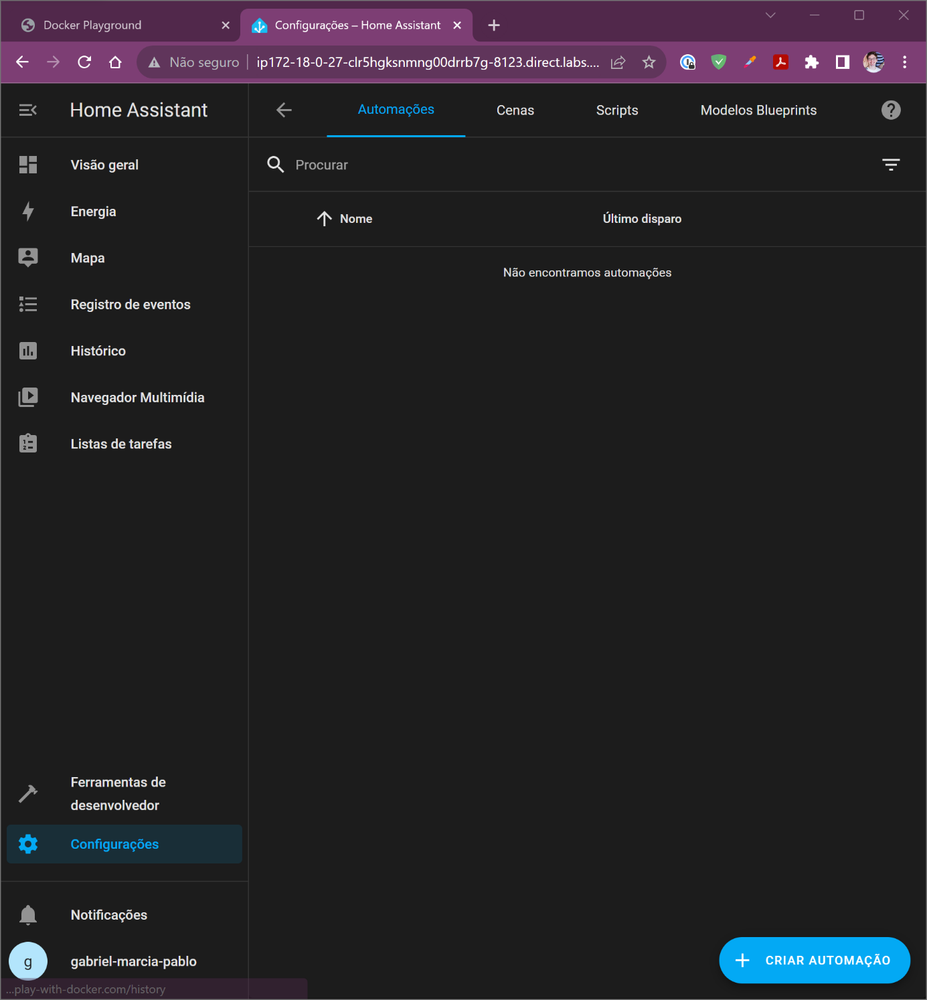 Docker Playground
Configurações – Home Assistant
Não seguro
ip172-18-0-27-clr5hgksnmng00drrb7g-8123.direct.labs....
Home Assistant
Automações
Cenas
Scripts
Modelos Blueprints
Visão geral
Procurar
Energia
Nome
Último disparo
Mapa
Não encontramos automações
Registro de eventos
Histórico
Navegador Multimídia
Listas de tarefas
Ferramentas de
desenvolvedor
Configurações
Notificações
g
gabriel-marcia-pablo
CRIAR AUTOMAÇÃO
...play-with-docker.com/history